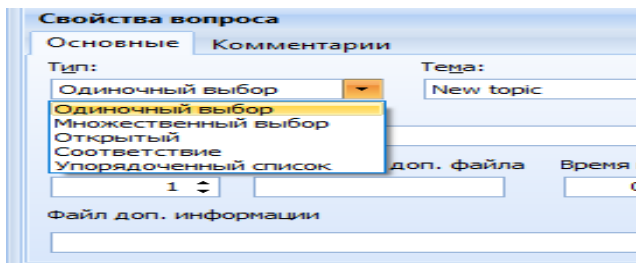 Свойства вопроса
Основные Комментарии
Тип: Тема:
Одиночный выбор New topic
Одиночный выбор
Множественный выбор
Открытый
Соответствие
Упорядоченный список доп. файла Время
1
Файл доп. информации